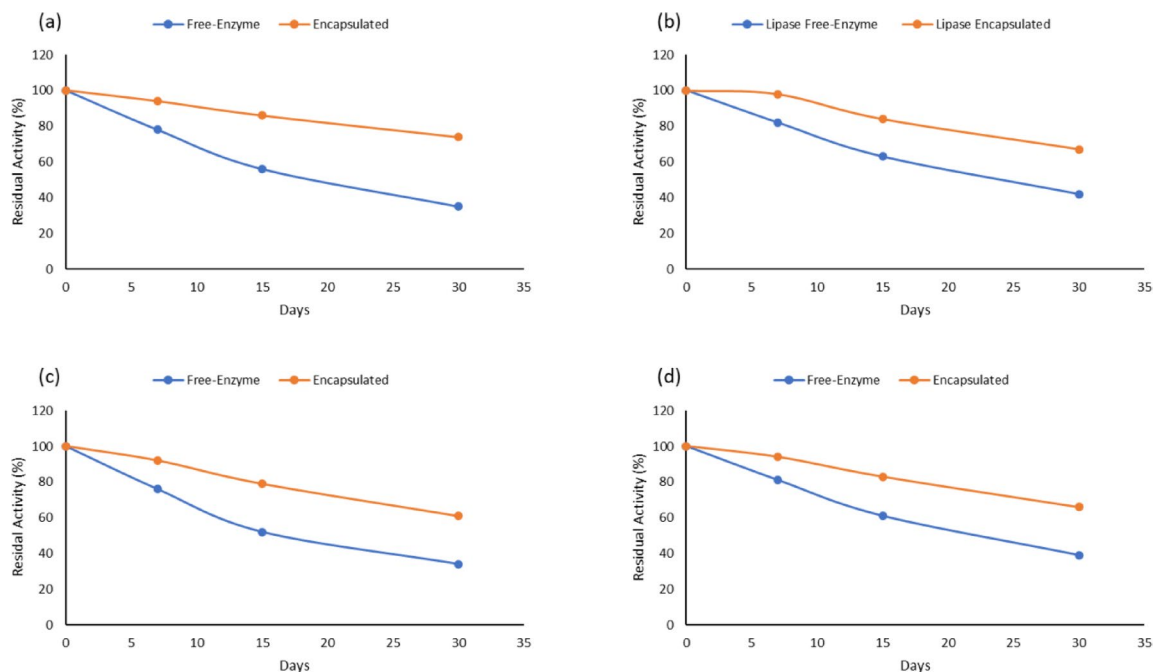 (a)
Free-Enzyme Encapsulated
120
100
80
60
40
20
0
Residual Activity (%)
0 5 10 15 20 25 30 35
Days
(b)
Lipase Free-Enzyme Lipase Encapsulated
120
100
80
60
40
20
0
Residual Activity (%)
0 5 10 15 20 25 30 35
Days
(c)
Free-Enzyme Encapsulated
120
100
80
60
40
20
0
Residal Activity (%)
0 5 10 15 20 25 30 35
Days
(d)
Free-Enzyme Encapsulated
120
100
80
60
40
20
0
Residual Activity (%)
0 5 10 15 20 25 30 35
Days